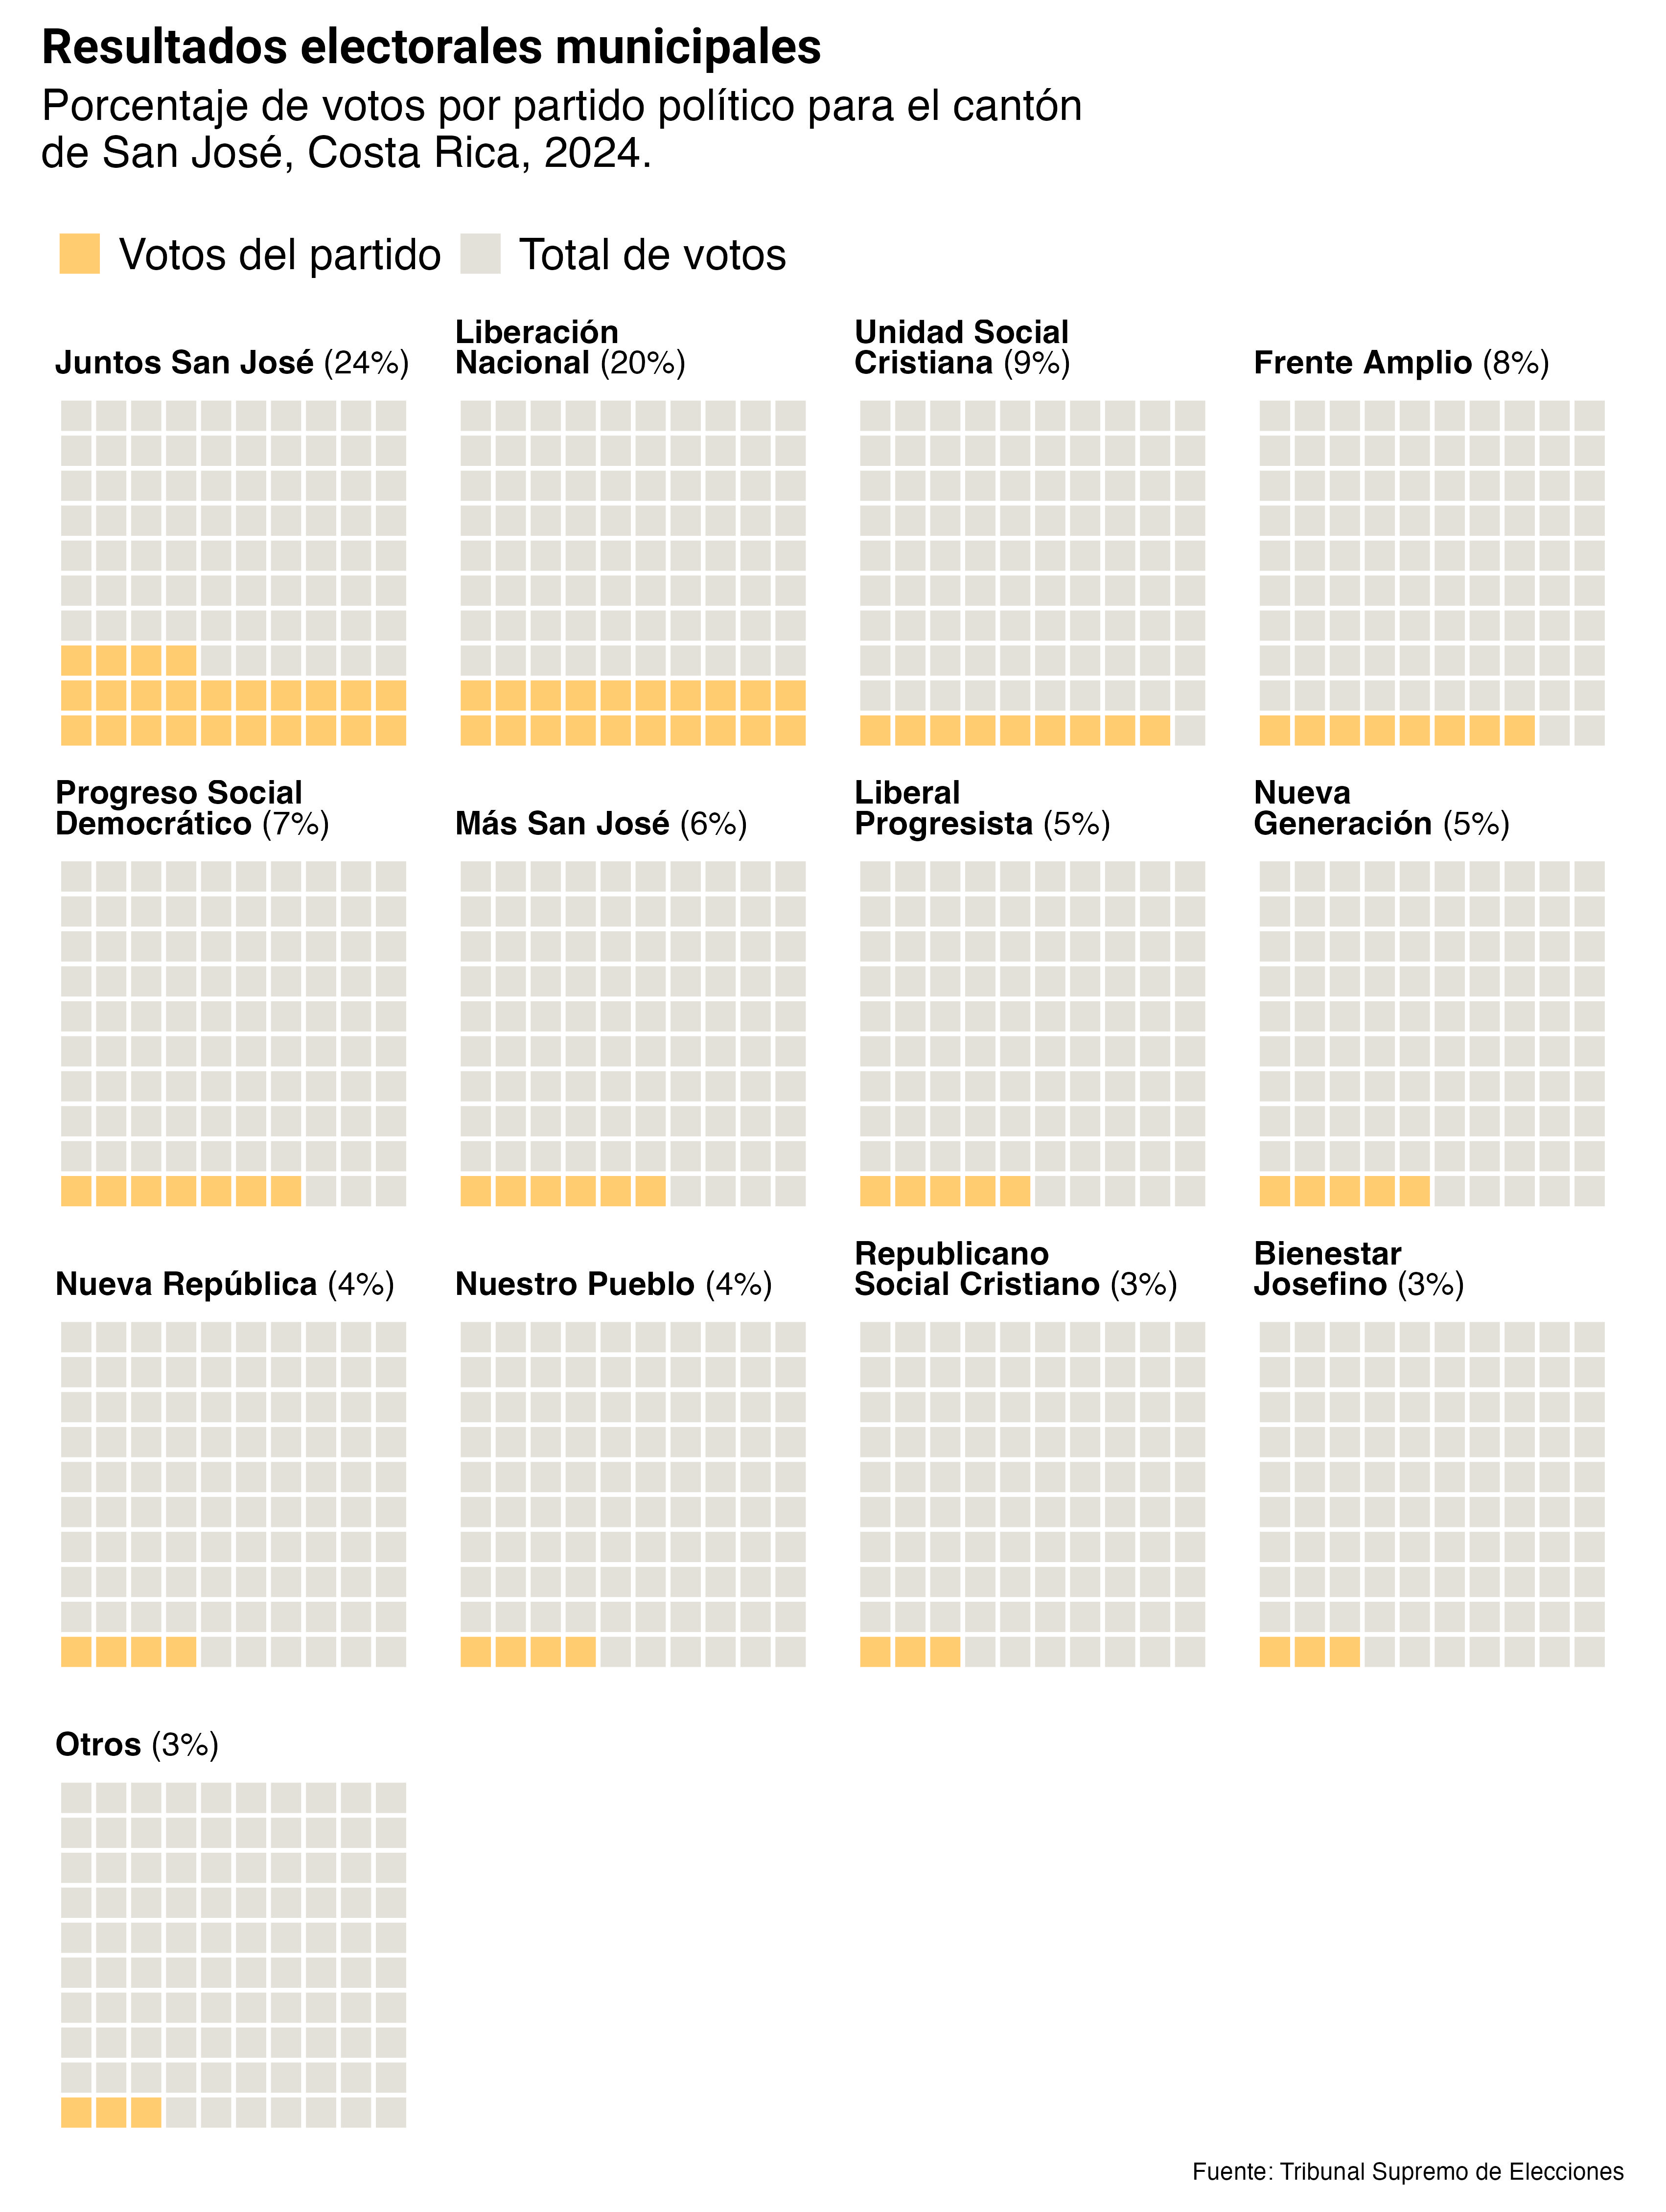 Resultados electorales municipales
Porcentaje de votos por partido político para el cantón
de San José, Costa Rica, 2024.
Votos del partido
Total de votos
Juntos San José (24%)
Liberación
Nacional (20%)
Unidad Social
Cristiana (9%)
Frente Amplio (8%)
Progreso Social
Democrático (7%)
Más San José (6%)
Liberal
Progresista (5%)
Nueva
Generación (5%)
Nueva República (4%)
Nuestro Pueblo (4%)
Republicano
Social Cristiano (3%)
Bienestar
Josefino (3%)
Otros (3%)
Fuente: Tribunal Supremo de Elecciones